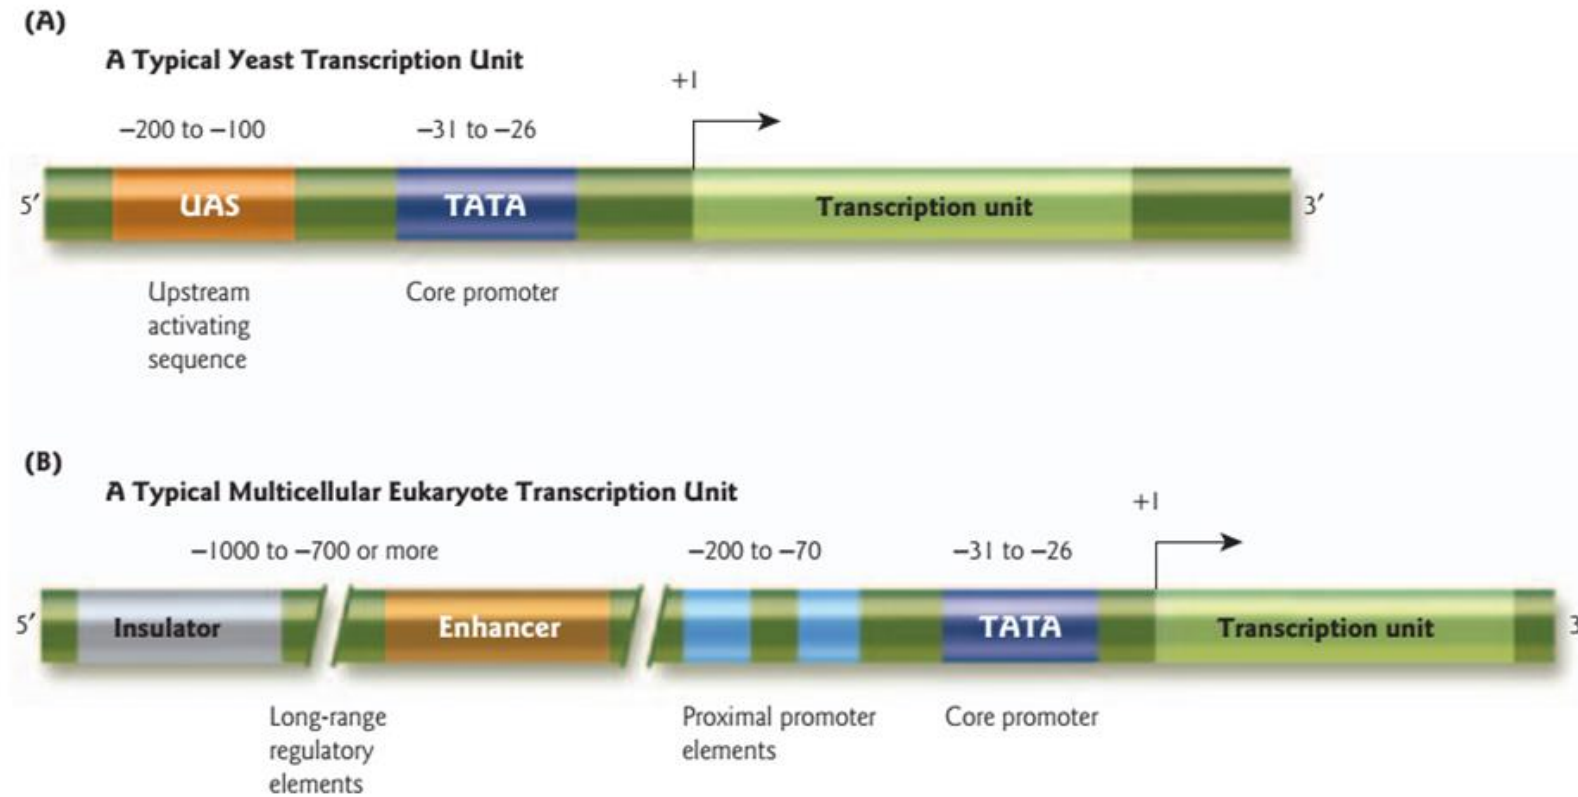 (A)
A Typical Yeast Transcription Unit
+1
–200 to –100
–31 to –26
5′
UAS
TATA
Transcription unit
3′
Upstream
activating
sequence
Core promoter
(B)
A Typical Multicellular Eukaryote Transcription Unit
+1
–1000 to –700 or more
–200 to –70
–31 to –26
5′
Insulator
Enhancer
TATA
Transcription unit
3
Long-range
regulatory
elements
Proximal promoter
elements
Core promoter